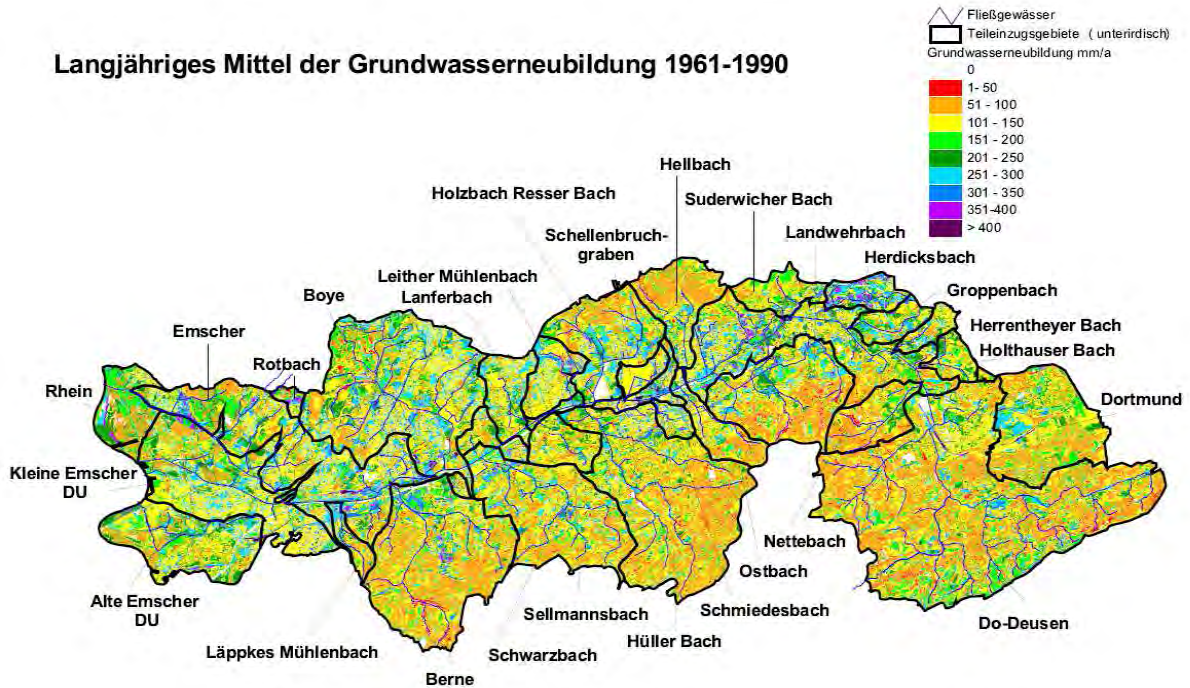 Langjähriges Mittel der Grundwasserneubildung 1961-1990
Fließgewässer
Teileinzugsgebiete ( unterirdisch)
Grundwasserneubildung mm/a
0
1- 50
51 - 100
101 - 150
151 - 200
201 - 250
251 - 300
301 - 350
351-400
> 400
Hellbach
Holzbach Resser Bach
Suderwicher Bach
Schellenbruch-
graben
Landwehrbach
Herdicksbach
Leither Mühlenbach
Lanferbach
Groppenbach
Boye
Herrentheyer Bach
Emscher
Holthauser Bach
Rotbach
Rhein
Dortmund
Kleine Emscher
DU
Nettebach
Ostbach
Alte Emscher
DU
Sellmannsbach
Schmiedesbach
Do-Deusen
Hüller Bach
Läppkes Mühlenbach
Schwarzbach
Berne